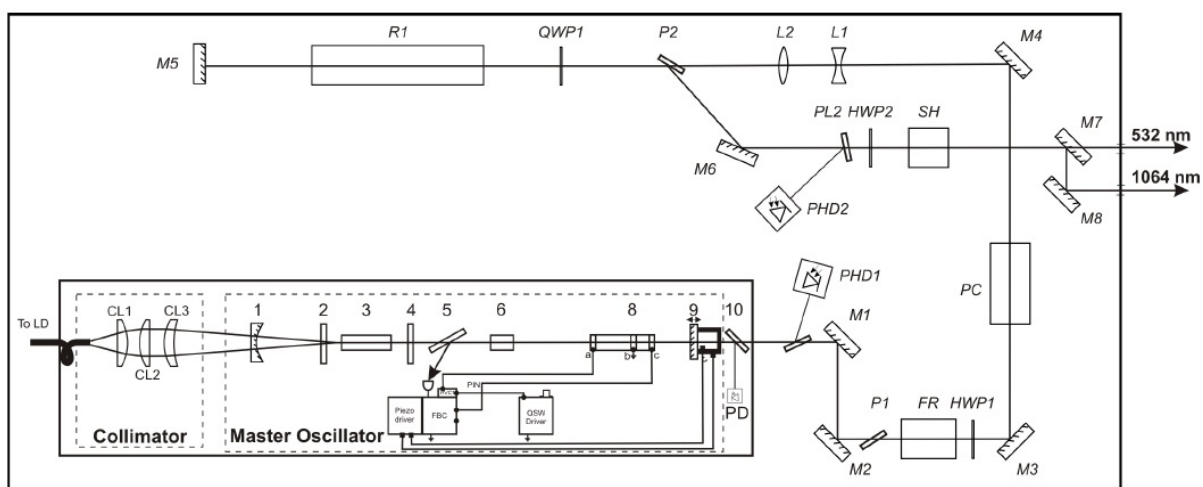 R1
QWP1
P2
L2
L1
M4
M5
PL2
HWP2
SH
M7
532 nm
M6
1064 nm
M8
PHD2
PHD1
PC
CL1
CL3
1
2
3
4
5
6
8
9
10
M1
To LD
CL2
a
b
c
PIN
P1
FR
HWP1
Piezo
driver
FBC
QSW
Driver
PD
Collimator
Master Oscillator
M2
M3